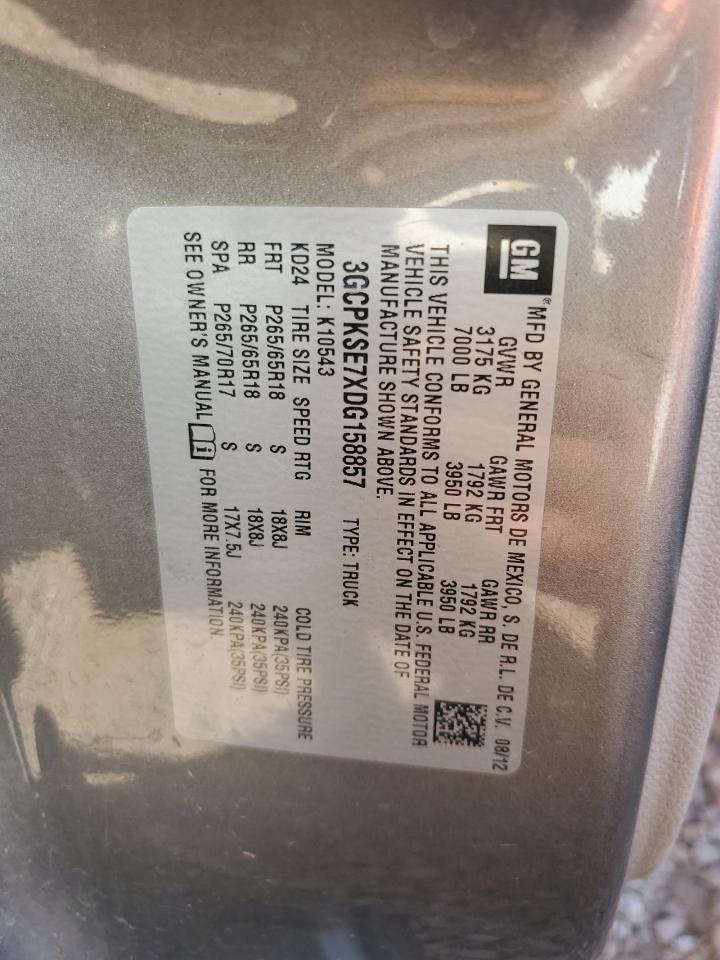 GM
® MFD BY GENERAL MOTORS DE MEXICO, S. DE R.L. DE C.V. 08/12
GVWR GAWR FRT GAWR RR
3175 KG 1792 KG 1792 KG
7000 LB 3950 LB 3950 LB
THIS VEHICLE CONFORMS TO ALL APPLICABLE U.S. FEDERAL MOTOR
VEHICLE SAFETY STANDARDS IN EFFECT ON THE DATE OF
MANUFACTURE SHOWN ABOVE.
3GCPKSE7XDG158857 TYPE: TRUCK
MODEL: K10543
KD24 TIRE SIZE SPEED RTG RIM COLD TIRE PRESSURE
FRT P265/65R18 S 18X8J 240KPA(35PSI)
RR P265/65R18 S 18X8J 240KPA(35PSI)
SPA P265/70R17 S 17X7.5J 240KPA(35PSI)
SEE OWNER'S MANUAL FOR MORE INFORMATION.